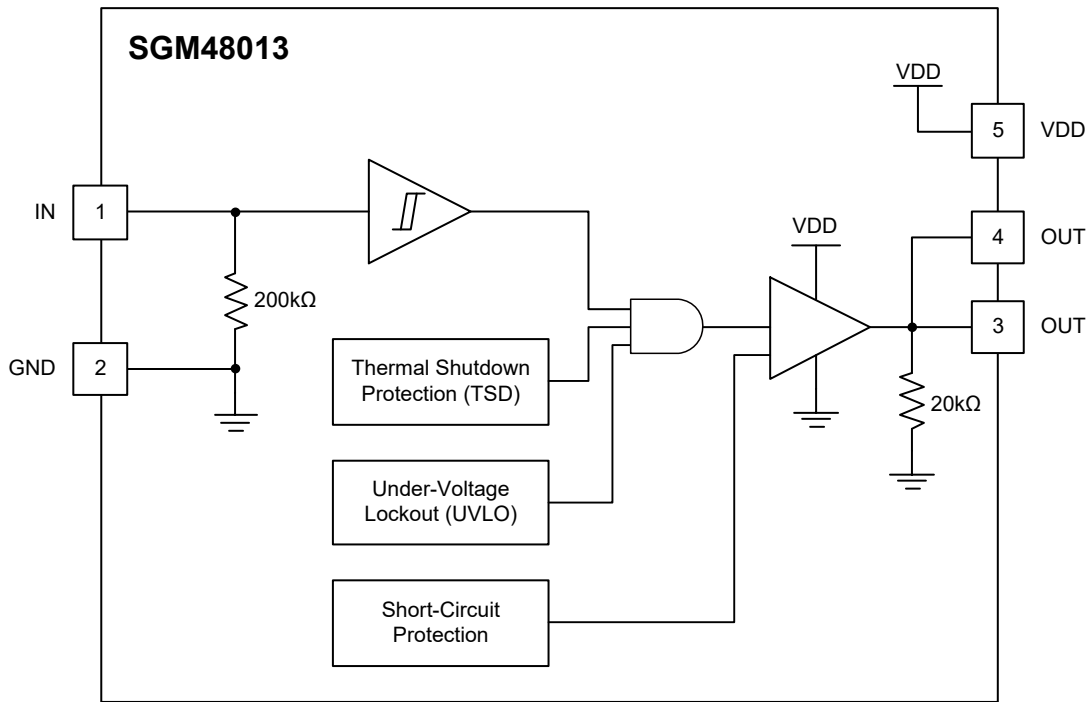 SGM48013
VDD
5
VDD
IN
1
4
OUT
VDD
200kΩ
3
OUT
GND
2
Thermal Shutdown
Protection (TSD)
20kΩ
Under-Voltage
Lockout (UVLO)
Short-Circuit
Protection